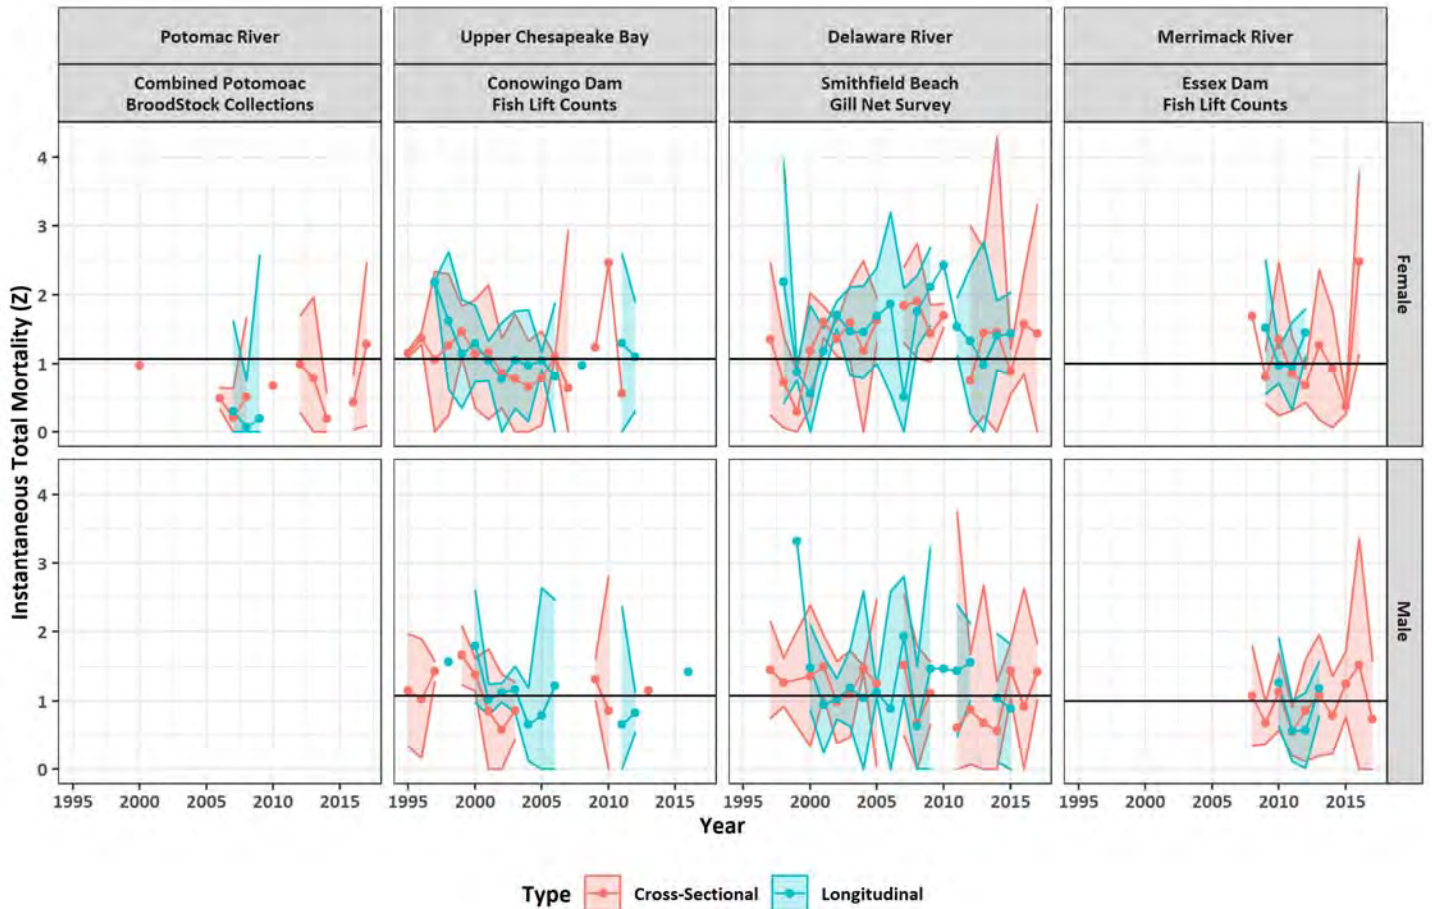 Potomac River
Upper Chesapeake Bay
Delaware River
Merrimack River
Combined Potomoac
BroodStock Collections
Conowingo Dam
Fish Lift Counts
Smithfield Beach
Gill Net Survey
Essex Dam
Fish Lift Counts
Instantaneous Total Mortality (Z)
4
3
2
1
0
Female
4
3
2
1
0
Male
1995 2000 2005 2010 2015
1995 2000 2005 2010 2015
1995 2000 2005 2010 2015
1995 2000 2005 2010 2015
Year
Type Cross-Sectional Longitudinal